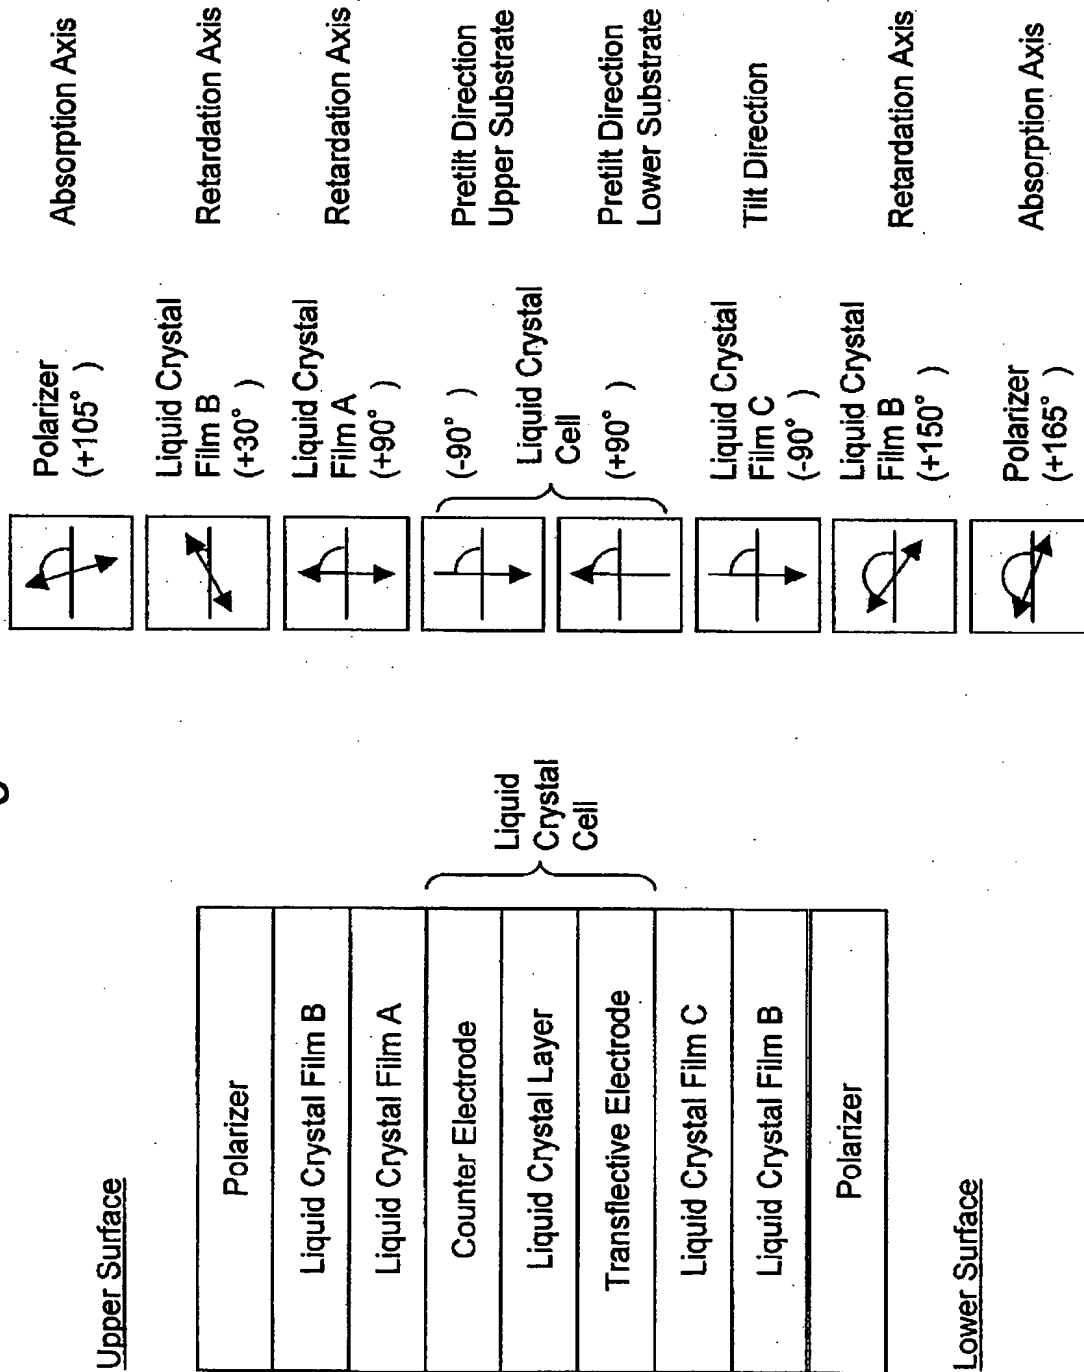 Upper Surface
Polarizer
Liquid Crystal Film B
Liquid Crystal Film A
Counter Electrode
Liquid Crystal Layer
Transflective Electrode
Liquid Crystal Film C
Liquid Crystal Film B
Polarizer
Lower Surface
Liquid
Crystal
Cell
Polarizer
(+105° )
Absorption Axis
Liquid Crystal
Film B
(+30° )
Retardation Axis
Liquid Crystal
Film A
(+90° )
Retardation Axis
(-90° )
Pretilt Direction
Upper Substrate
Liquid Crystal
Cell
(+90° )
Pretilt Direction
Lower Substrate
Liquid Crystal
Film C
(-90° )
Tilt Direction
Liquid Crystal
Film B
(+150° )
Retardation Axis
Polarizer
(+165° )
Absorption Axis